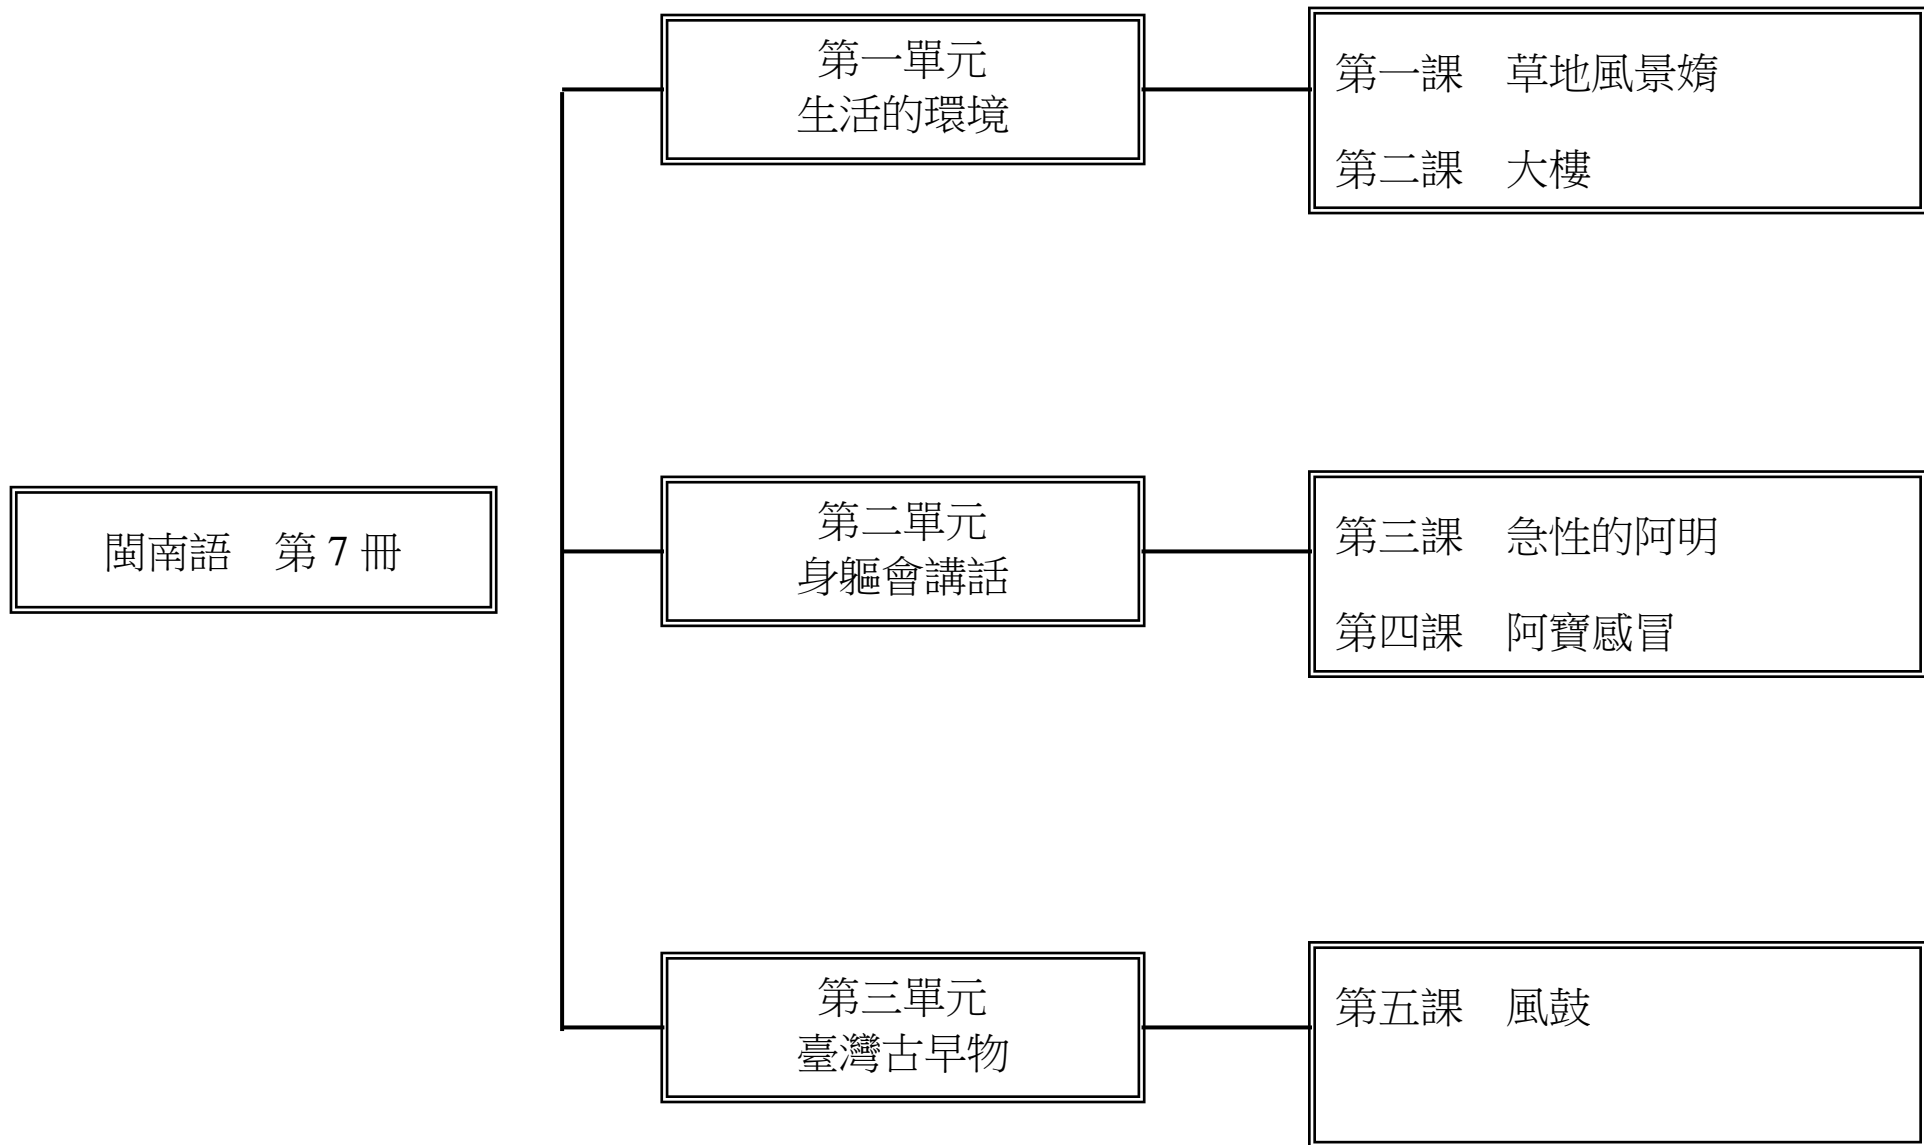 閩南語　第 7 冊
第一單元
生活的環境
第一課　草地風景媠
第二課　大樓
第二單元
身軀會講話
第三課　急性的阿明
第四課　阿寶感冒
第三單元
臺灣古早物
第五課　風鼓